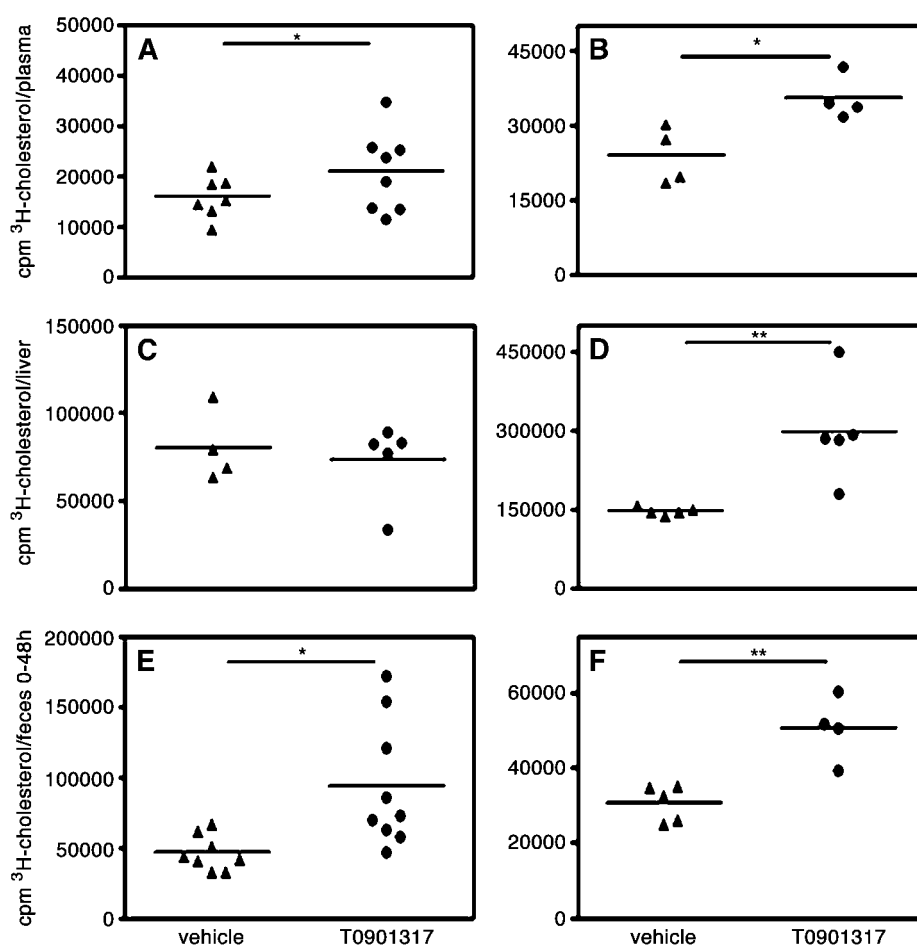 A
*
50000
40000
30000
20000
10000
0
cpm ³H-cholesterol/plasma
B
*
45000
30000
15000
0
C
150000
100000
50000
0
cpm ³H-cholesterol/liver
D
**
450000
300000
150000
0
E
*
200000
150000
100000
50000
0
cpm ³H-cholesterol/feces 0-48h
vehicle
T0901317
F
**
60000
40000
20000
0
vehicle
T0901317